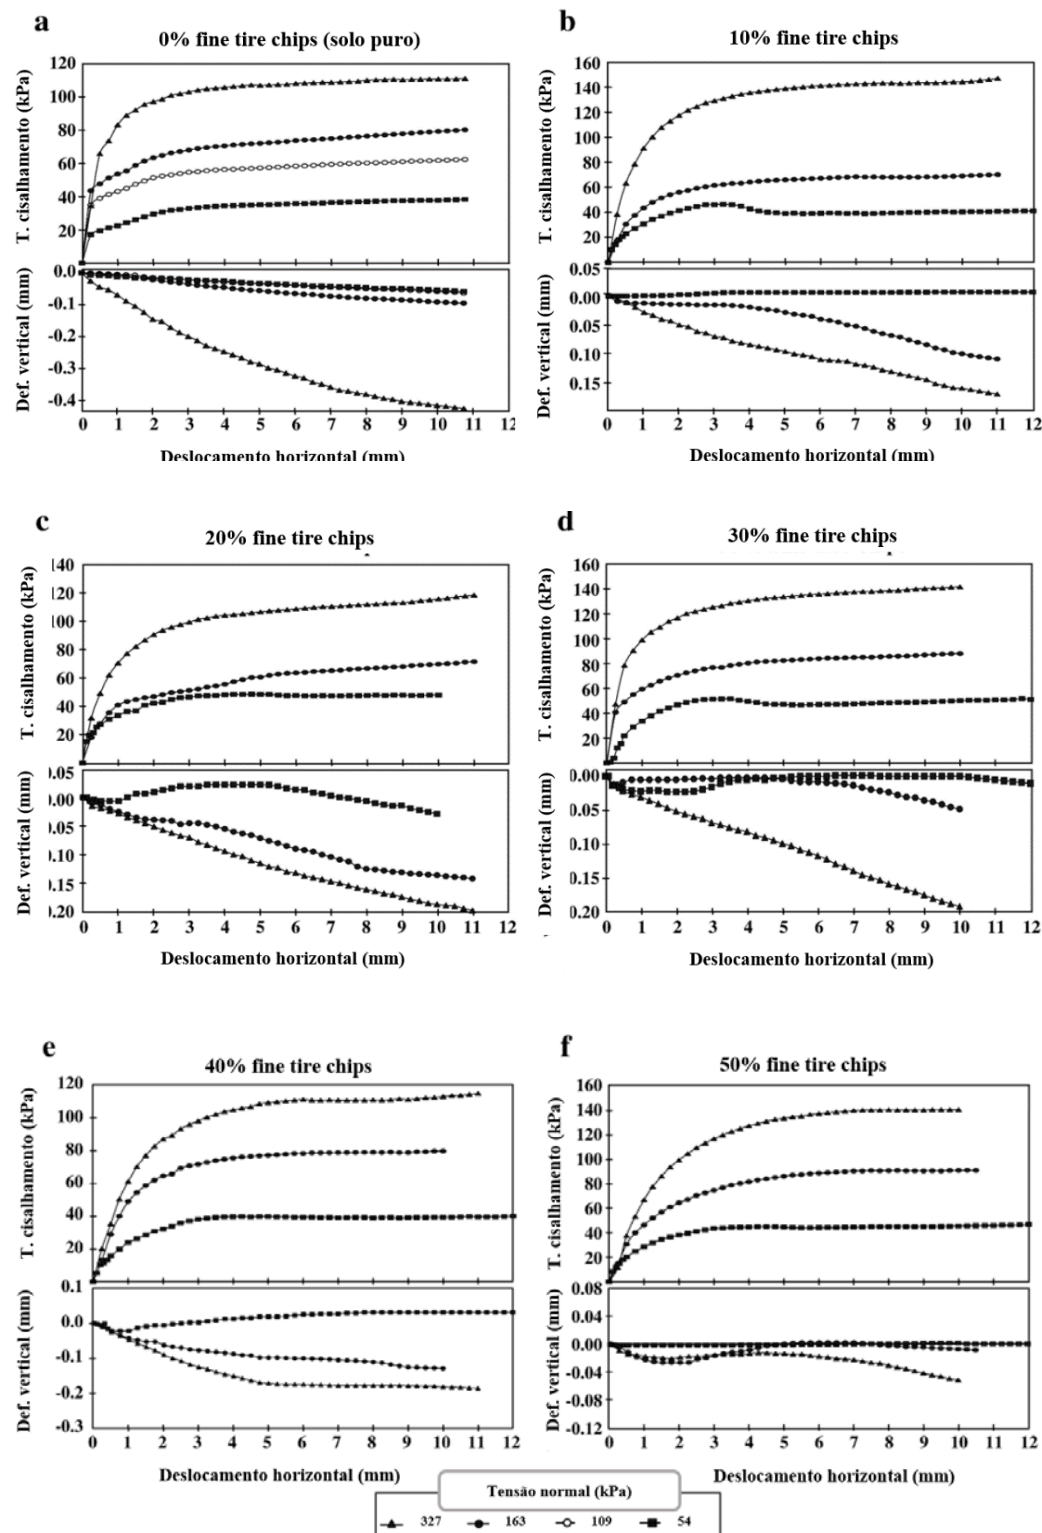 a
0% fine tire chips (solo puro)
T. cisalhamento (kPa)
120
100
80
60
40
20
Def. vertical (mm)
0.0
-0.1
-0.2
-0.3
-0.4
0 1 2 3 4 5 6 7 8 9 10 11 12
Deslocamento horizontal (mm)
b
10% fine tire chips
T. cisalhamento (kPa)
160
140
120
100
80
60
40
20
Def. vertical (mm)
0.05
0.00
0.05
0.10
0.15
0 1 2 3 4 5 6 7 8 9 10 11 12
Deslocamento horizontal (mm)
c
20% fine tire chips
T. cisalhamento (kPa)
140
120
100
80
60
40
20
Def. vertical (mm)
).05
).00
).05
).10
).15
).20
0 1 2 3 4 5 6 7 8 9 10 11 12
Deslocamento horizontal (mm)
d
30% fine tire chips
T. cisalhamento (kPa)
160
140
120
100
80
60
40
20
Def. vertical (mm)
0.00
0.05
0.10
0.15
0.20
0 1 2 3 4 5 6 7 8 9 10 11 12
Deslocamento horizontal (mm)
e
40% fine tire chips
T. cisalhamento (kPa)
120
100
80
60
40
20
Def. vertical (mm)
0.1
0.0
-0.1
-0.2
-0.3
0 1 2 3 4 5 6 7 8 9 10 11 12
Deslocamento horizontal (mm)
f
50% fine tire chips
T. cisalhamento (kPa)
160
140
120
100
80
60
40
20
Def. vertical (mm)
0.08
0.04
0.00
-0.04
-0.08
-0.12
0 1 2 3 4 5 6 7 8 9 10 11 12
Deslocamento horizontal (mm)
Tensão normal (kPa)
327 163 109 54